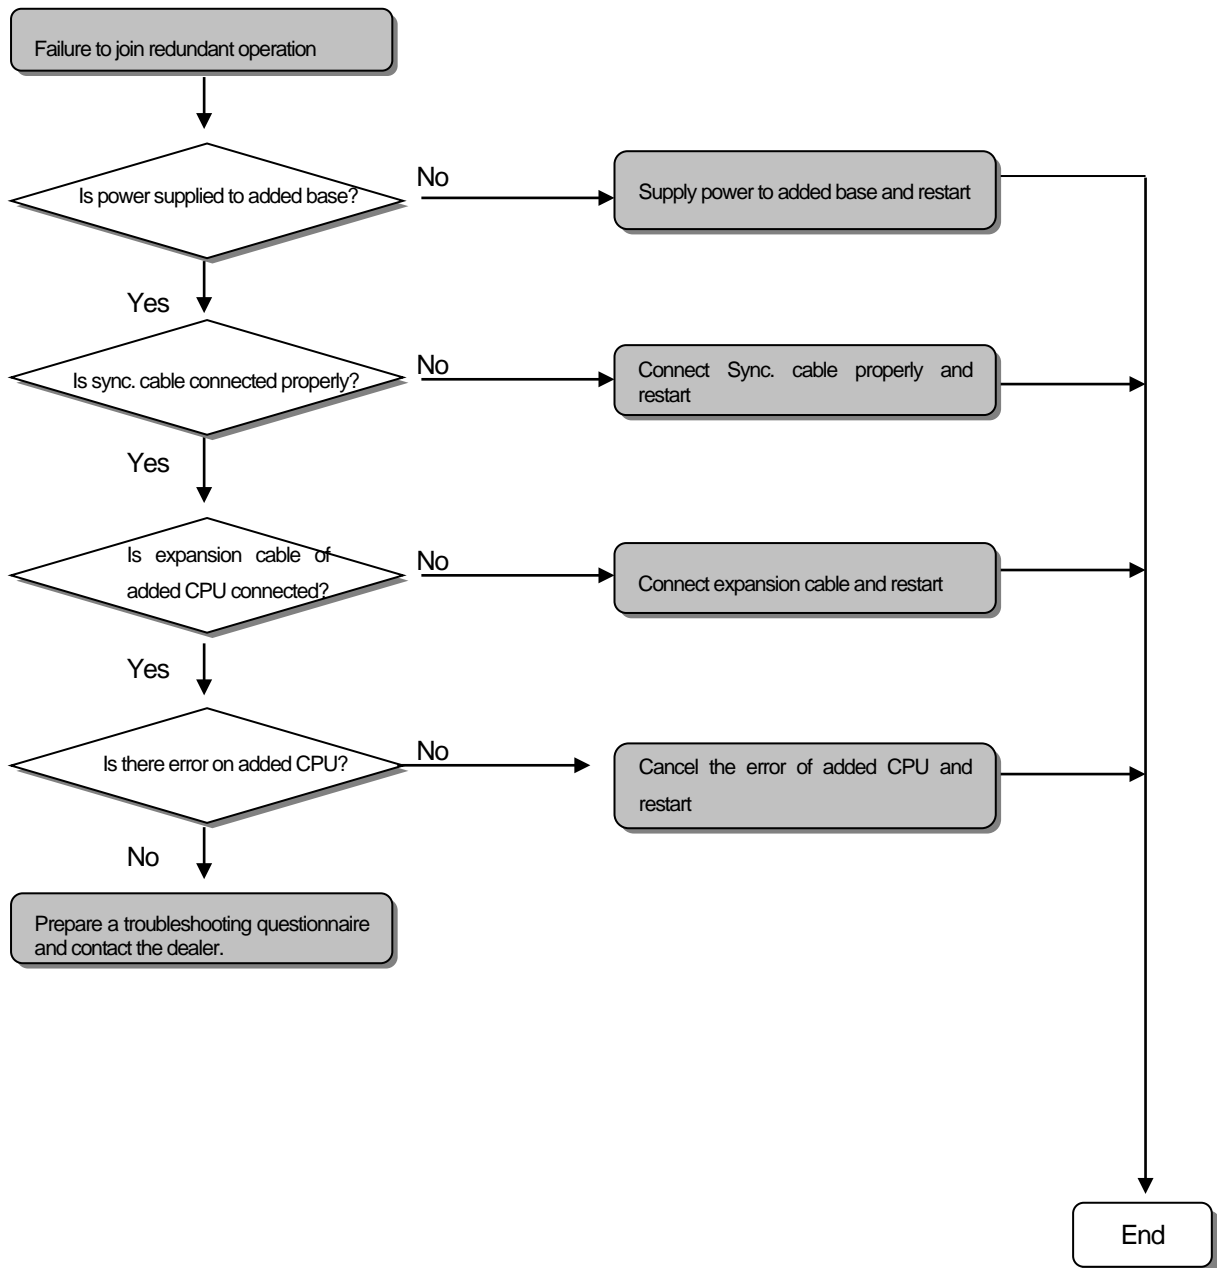 Failure to join redundant operation
Is power supplied to added base?
No
Supply power to added base and restart
Yes
Is sync. cable connected properly?
No
Connect Sync. cable properly and
restart
Yes
Is expansion cable of
added CPU connected?
No
Connect expansion cable and restart
Yes
Is there error on added CPU?
No
Cancel the error of added CPU and
restart
No
Prepare a troubleshooting questionnaire
and contact the dealer.
End